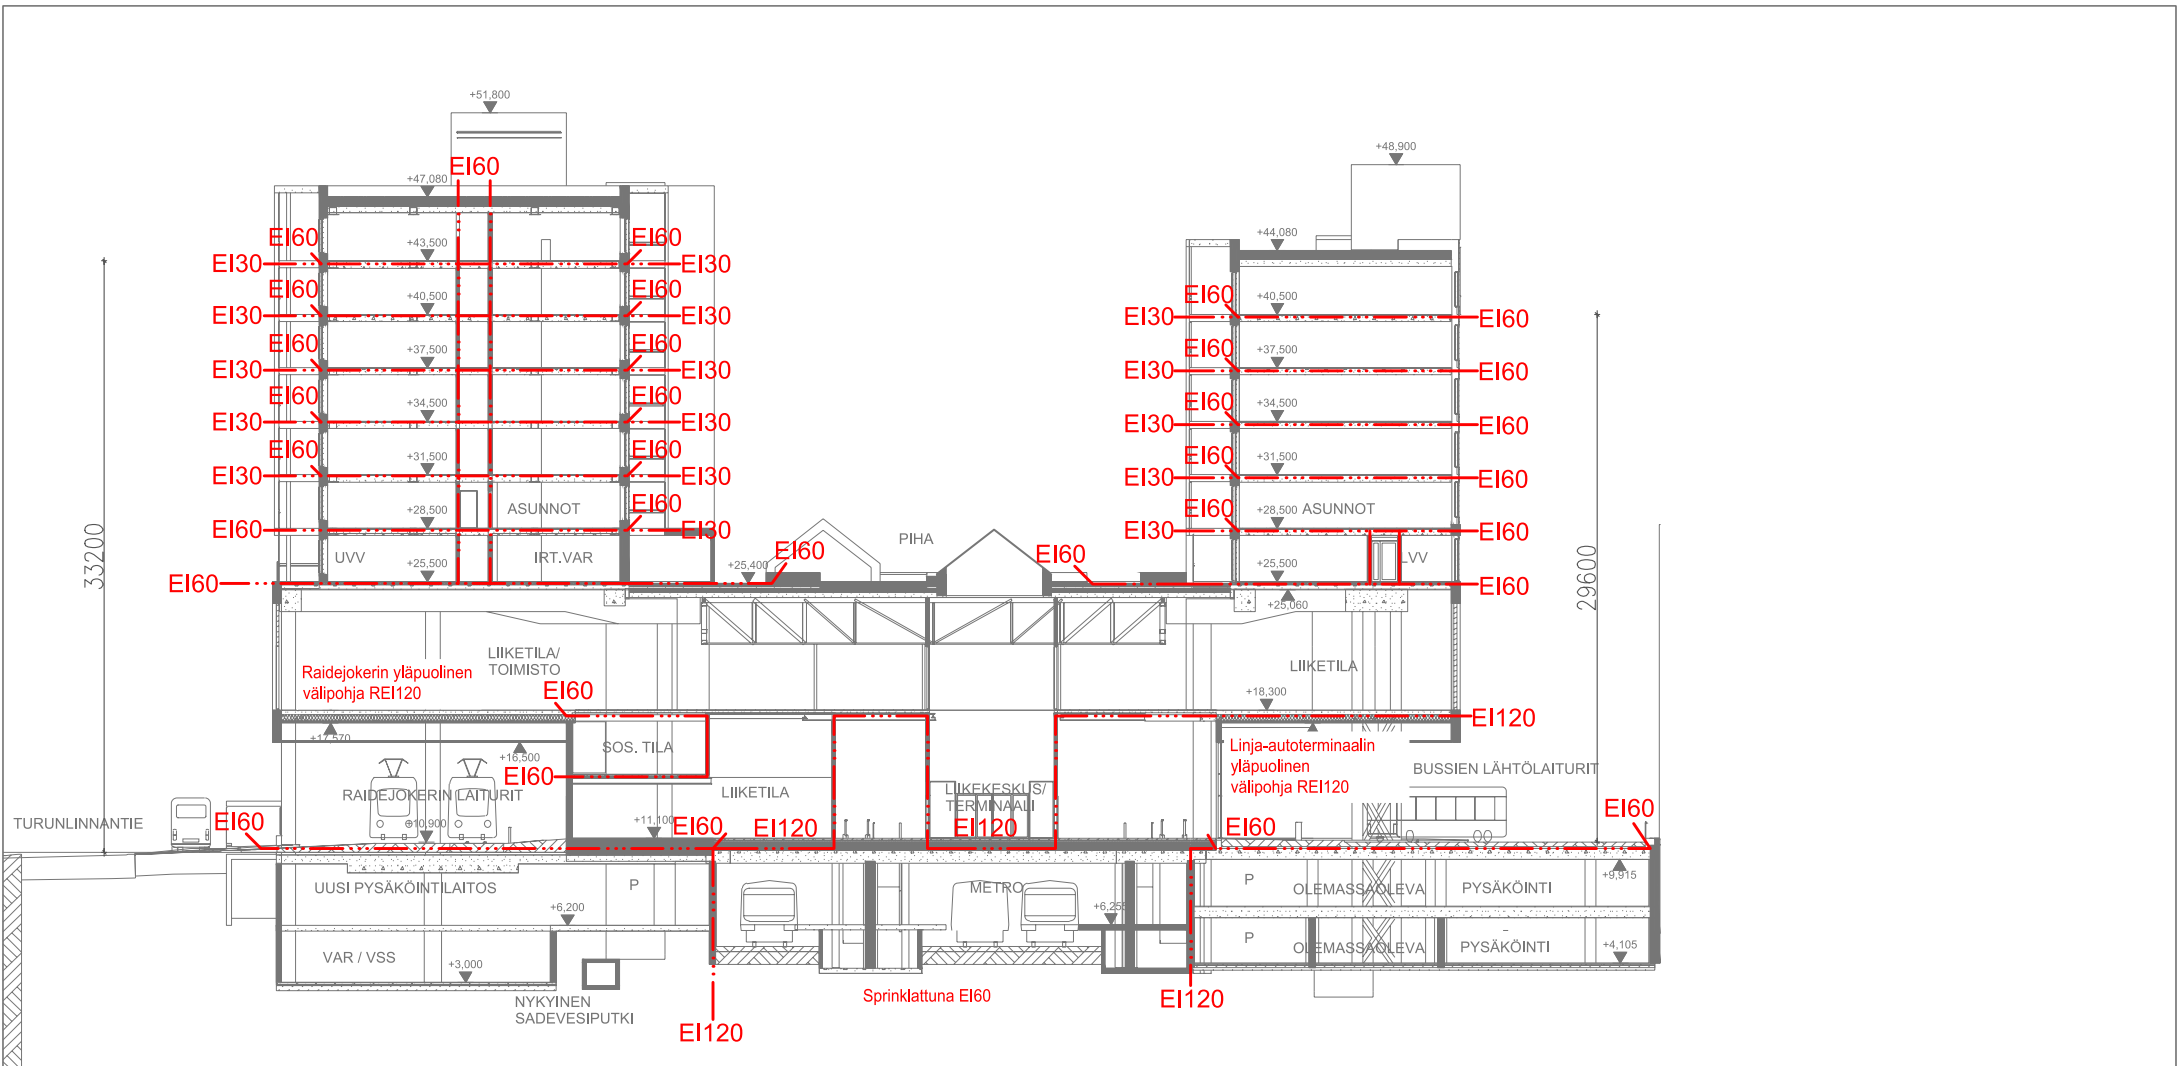 +51,800
+48,900
EI60
+47,080
+44,080
EI60 +43,500 EI60
EI30 EI30
EI60 +40,500 EI60 EI60 +40,500
EI30 EI30 EI30 EI60
EI60 +37,500 EI60 EI60 +37,500
EI30 EI30 EI30 EI60
EI60 +34,500 EI60 EI60 +34,500
EI30 EI30 EI30 EI60
EI60 +31,500 EI60 EI60 +31,500
EI30 EI30 EI30 EI60
+28,500 ASUNNOT EI60 EI60 +28,500 ASUNNOT
EI60 EI30 EI30 EI60
PIHA
33200
29600
UVV IRT.VAR EI60 EI60 LVV
+25,500 +25,400 +25,500
EI60 EI60
+25,060
LIIKETILA/
TOIMISTO
LIIKETILA
Raidejokerin yläpuolinen
välipohja REI120
EI60
+18,300
EI120
+17,570
+16,500
SOS. TILA
EI60
Linja-autoterminaalin
yläpuolinen
välipohja REI120
BUSSIEN LÄHTÖLAITURIT
RAIDEJOKERIN LAITURIT
LIIKETILA
LIIKEKESKUS/
TERMINAALI
TURUNLINNANTIE
EI60
+10,900
+11,100
EI60 EI120 EI120 EI60 EI60
UUSI PYSÄKÖINTILAITOS
P
METRO
P OLEMASSAOLEVA PYSÄKÖINTI
+9,915
+6,200
+6,255
P OLEMASSAOLEVA - PYSÄKÖINTI
+4,105
VAR / VSS
+3,000
NYKYINEN
SADEVESIPUTKI
Sprinklattuna EI60
EI120
EI120